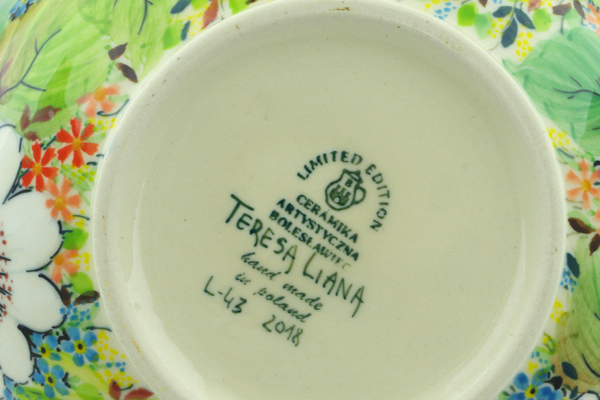 LIMITED EDITION
CERAMIKA
ARTYSTYCZNA
BOLESŁAWIEC
TERESA LIANA
hand made
in poland
L-43 2018